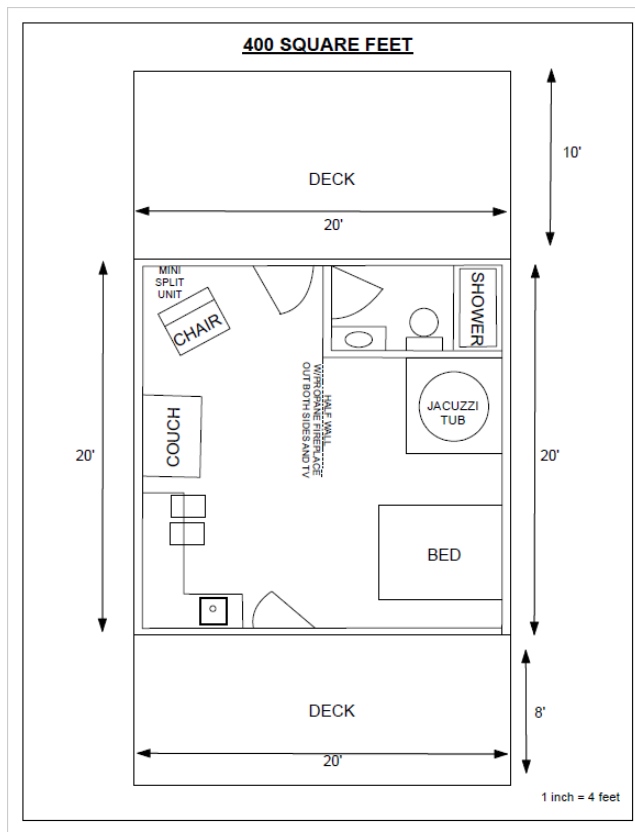 400 SQUARE FEET
10'
DECK
20'
MINI
SPLIT
UNIT
CHAIR
SHOWER
HALF WALL
W/PROPANE FIREPLACE
OUT BOTH SIDES AND TV
JACUZZI
TUB
COUCH
20'
20'
BED
DECK
8'
20'
1 inch = 4 feet